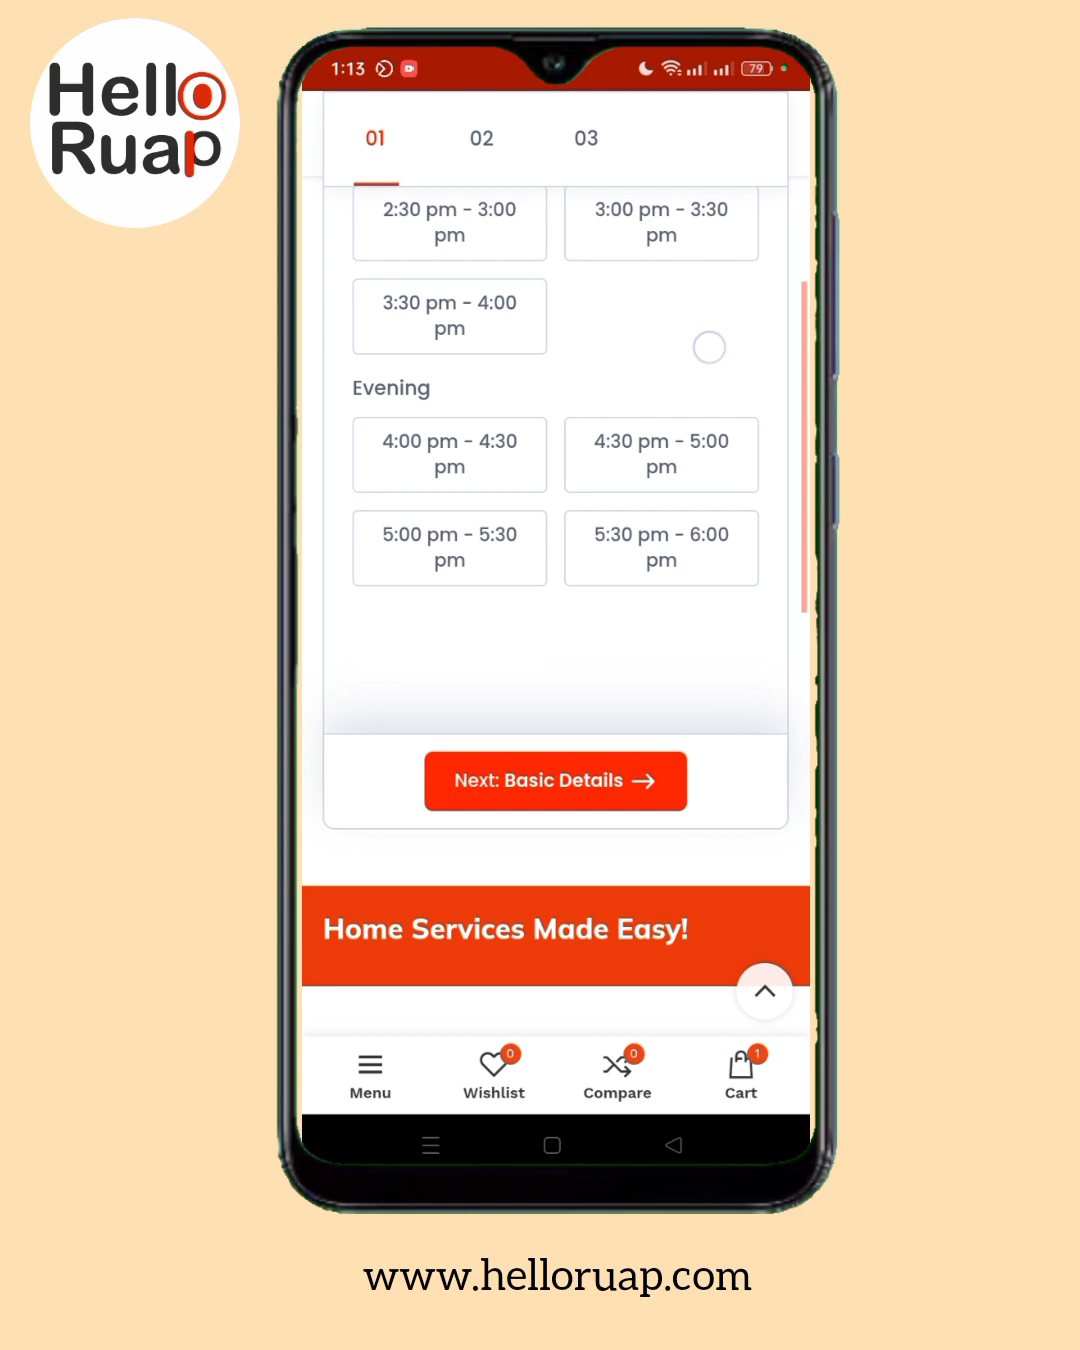 Hello
Ruap
1:13
79
01 02 03
2:30 pm - 3:00
pm
3:00 pm - 3:30
pm
3:30 pm - 4:00
pm
Evening
4:00 pm - 4:30
pm
4:30 pm - 5:00
pm
5:00 pm - 5:30
pm
5:30 pm - 6:00
pm
Next: Basic Details →
Home Services Made Easy!
0
0
1
Menu
Wishlist
Compare
Cart
www.helloruap.com